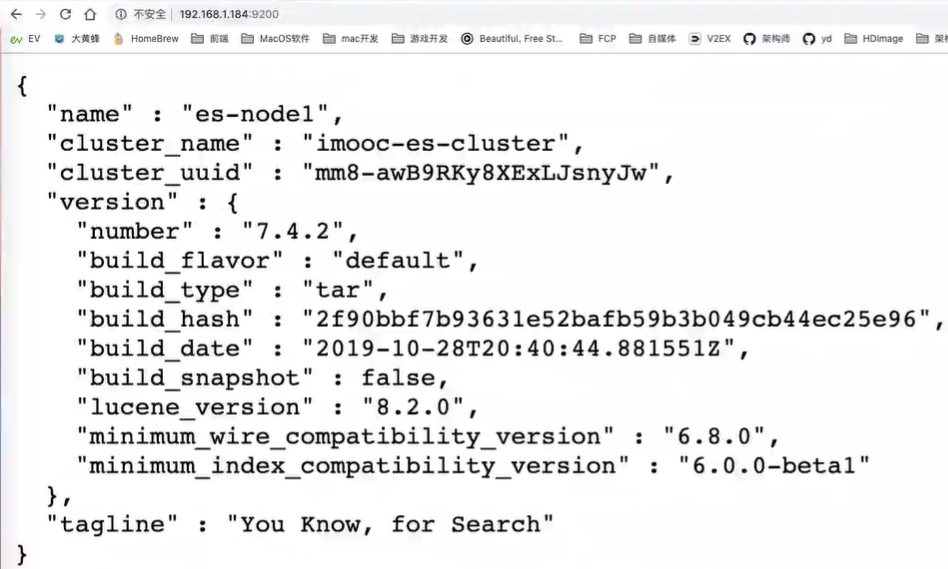 不安全 | 192.168.1.184:9200
EV 大黄蜂 HomeBrew 前端 MacOS软件 mac开发 游戏开发 Beautiful, Free St... FCP 自媒体 V2EX 架构师 yd HDImage
{
"name" : "es-node1",
"cluster_name" : "imooc-es-cluster",
"cluster_uuid" : "mm8-awB9RKy8XExLJsnyJw",
"version" : {
"number" : "7.4.2",
"build_flavor" : "default",
"build_type" : "tar",
"build_hash" : "2f90bbf7b93631e52bafb59b3b049cb44ec25e96",
"build_date" : "2019-10-28T20:40:44.881551Z",
"build_snapshot" : false,
"lucene_version" : "8.2.0",
"minimum_wire_compatibility_version" : "6.8.0",
"minimum_index_compatibility_version" : "6.0.0-beta1"
},
"tagline" : "You Know, for Search"
}